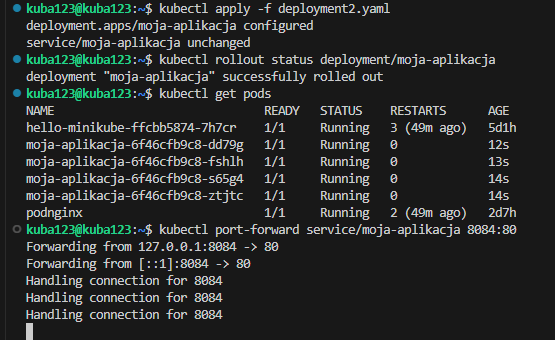 kuba123@kuba123:~$ kubectl apply -f deployment2.yaml
deployment.apps/moja-aplikacja configured
service/moja-aplikacja unchanged
kuba123@kuba123:~$ kubectl rollout status deployment/moja-aplikacja
deployment "moja-aplikacja" successfully rolled out
kuba123@kuba123:~$ kubectl get pods
NAME READY STATUS RESTARTS AGE
hello-minikube-ffcbb5874-7h7cr 1/1 Running 3 (49m ago) 5d1h
moja-aplikacja-6f46cfb9c8-dd79g 1/1 Running 0 12s
moja-aplikacja-6f46cfb9c8-fshlh 1/1 Running 0 13s
moja-aplikacja-6f46cfb9c8-s65g4 1/1 Running 0 14s
moja-aplikacja-6f46cfb9c8-ztjtc 1/1 Running 0 14s
podnginx 1/1 Running 2 (49m ago) 2d7h
kuba123@kuba123:~$ kubectl port-forward service/moja-aplikacja 8084:80
Forwarding from 127.0.0.1:8084 -> 80
Forwarding from [::1]:8084 -> 80
Handling connection for 8084
Handling connection for 8084
Handling connection for 8084